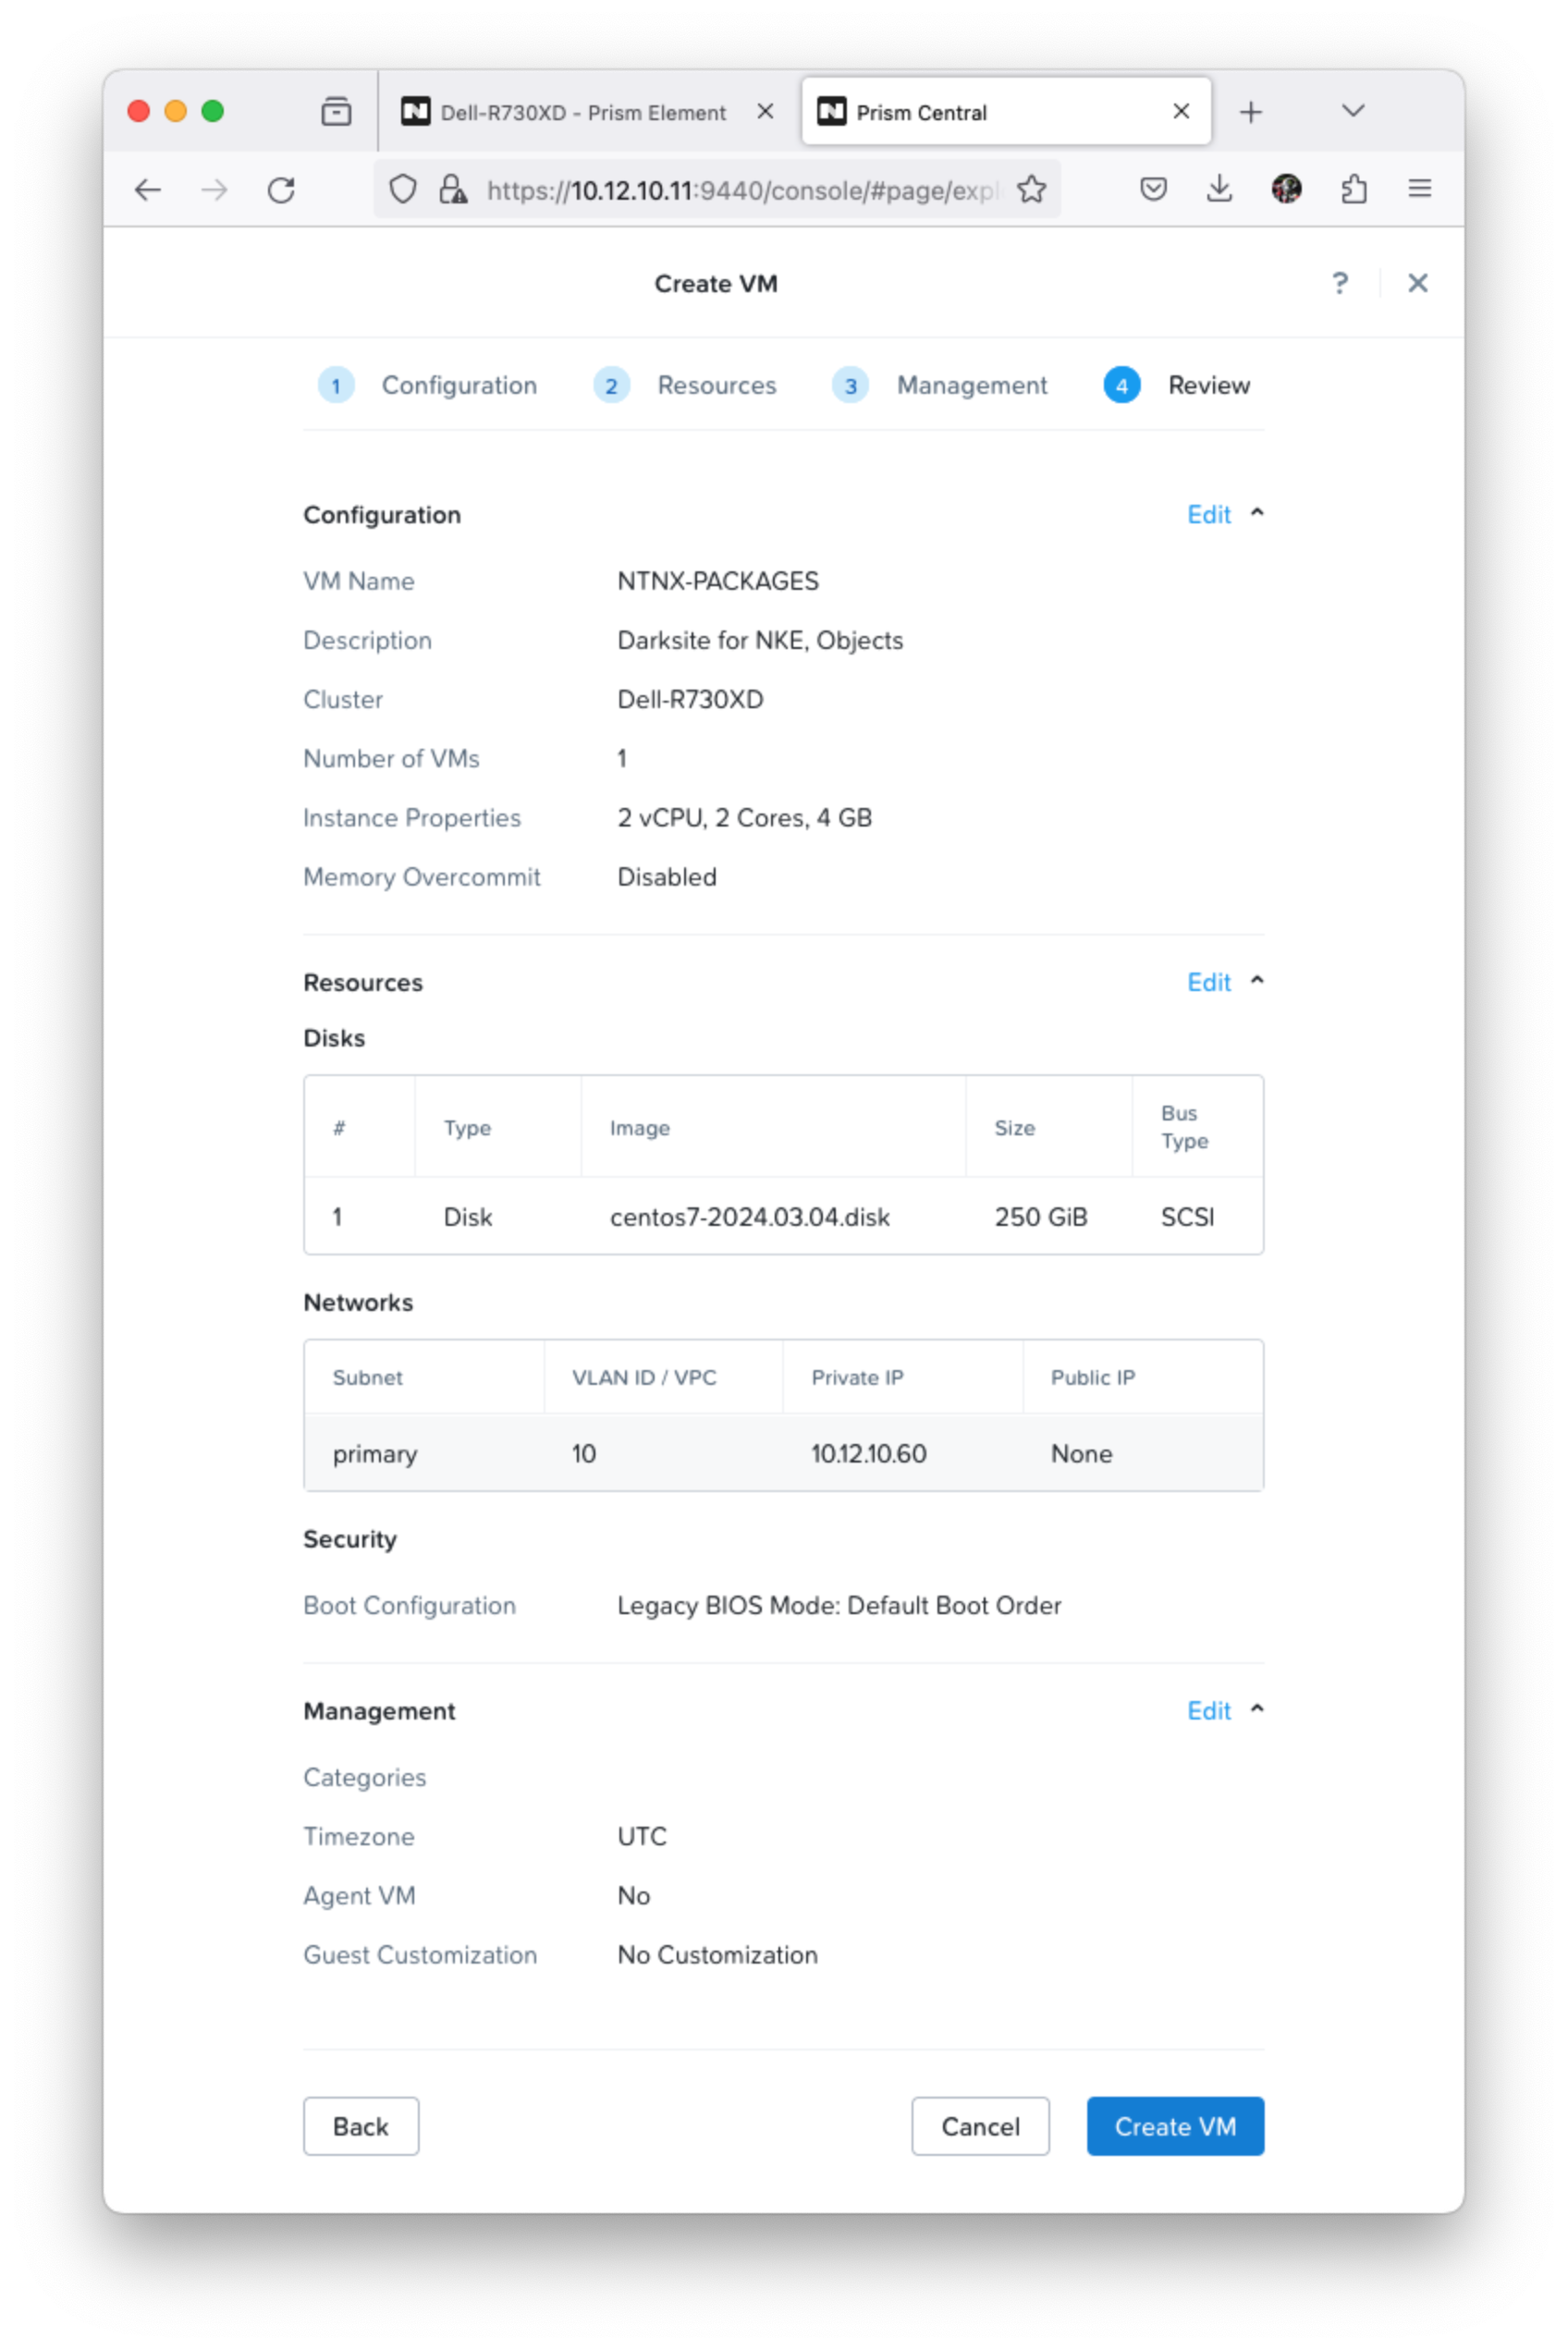 Dell-R730XD - Prism Element
Prism Central
https://10.12.10.11:9440/console/#page/expl
Create VM
?
1 Configuration 2 Resources 3 Management 4 Review
Configuration Edit
VM Name NTNX-PACKAGES
Description Darksite for NKE, Objects
Cluster Dell-R730XD
Number of VMs 1
Instance Properties 2 vCPU, 2 Cores, 4 GB
Memory Overcommit Disabled
Resources Edit
Disks
# Type Image Size Bus Type
1 Disk centos7-2024.03.04.disk 250 GiB SCSI
Networks
Subnet VLAN ID / VPC Private IP Public IP
primary 10 10.12.10.60 None
Security
Boot Configuration Legacy BIOS Mode: Default Boot Order
Management Edit
Categories
Timezone UTC
Agent VM No
Guest Customization No Customization
Back Cancel Create VM